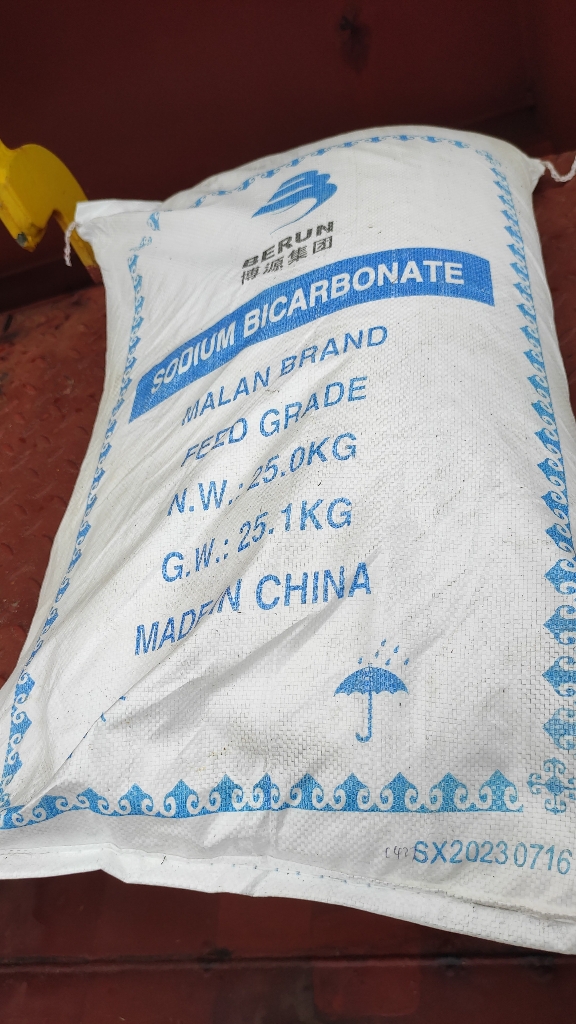 BERUN
博源集团
SODIUM BICARBONATE
MALAN BRAND
FEED GRADE
N.W.: 25.0KG
G.W.: 25.1KG
MADE IN CHINA
SX20230716